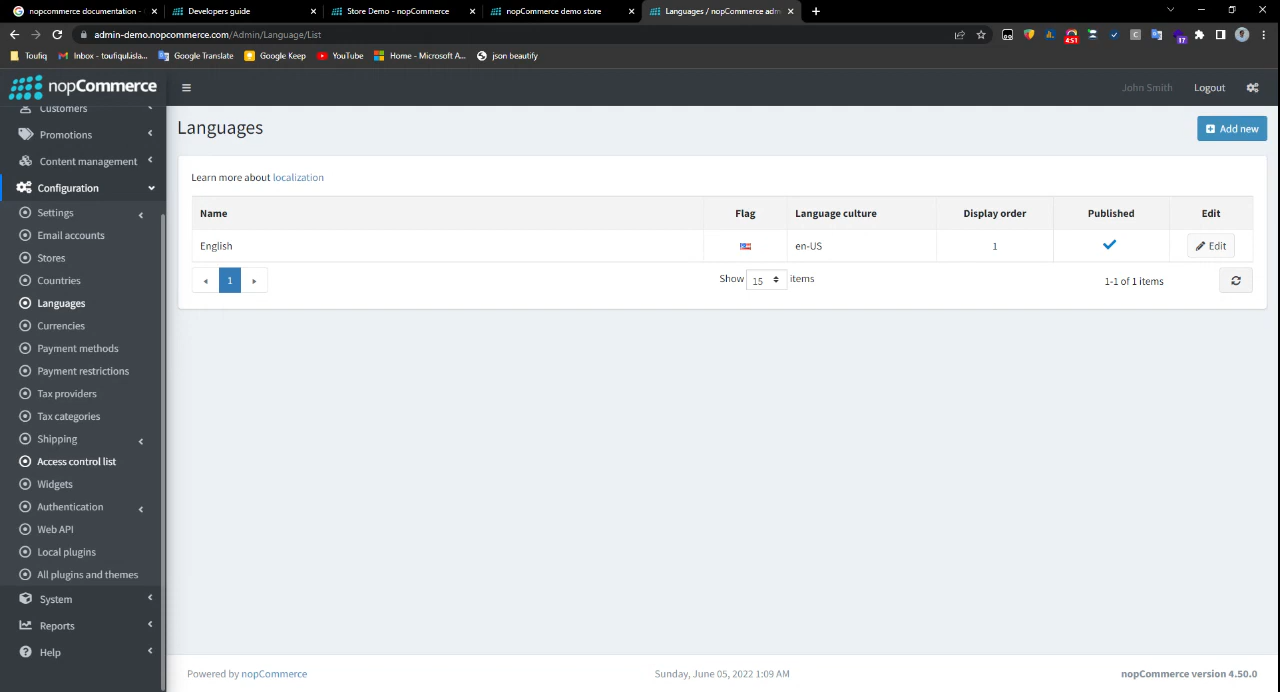 nopcommerce documentation -
Developers guide
Store Demo - nopCommerce
nopCommerce demo store
Languages / nopCommerce adm
admin-demo.nopcommerce.com/Admin/Language/List
4:51
17
Toufiq
Inbox - toufiqul.isla...
Google Translate
Google Keep
YouTube
Home - Microsoft A...
json beautify
nopCommerce
John Smith
Logout
Customers
Promotions
Content management
Configuration
Settings
Email accounts
Stores
Countries
Languages
Currencies
Payment methods
Payment restrictions
Tax providers
Tax categories
Shipping
Access control list
Widgets
Authentication
Web API
Local plugins
All plugins and themes
System
Reports
Help
Languages
Add new
Learn more about localization
Name Flag Language culture Display order Published Edit
English en-US 1 Edit
1
Show 15 items
1-1 of 1 items
Powered by nopCommerce
Sunday, June 05, 2022 1:09 AM
nopCommerce version 4.50.0